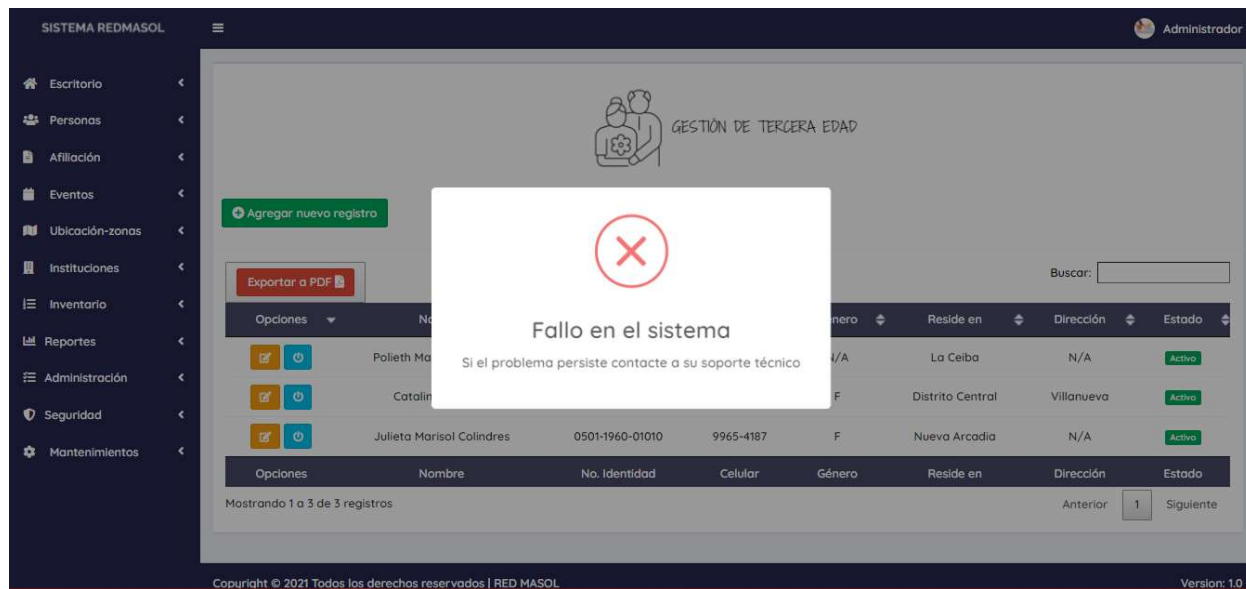 SISTEMA REDMASOL
Administrador
Escritorio
Personas
Afiliación
Eventos
Ubicación-zonas
Instituciones
Inventario
Reportes
Administración
Seguridad
Mantenimientos
GESTIÓN DE TERCERA EDAD
Agregar nuevo registro
Exportar a PDF
Buscar:
Opciones Reside en Dirección Estado
Polieth N/A La Ceiba N/A Activo
F Distrito Central Villanueva Activo
Julieta Marisol Colindres 0501-1960-01010 9965-4187 F Nueva Arcadia N/A Activo
Opciones Nombre No. Identidad Celular Género Reside en Dirección Estado
Mostrando 1 a 3 de 3 registros
Anterior 1 Siguiente
Fallo en el sistema
Si el problema persiste contacte a su soporte técnico
Copyright © 2021 Todos los derechos reservados | RED MASOL
Version: 1.0